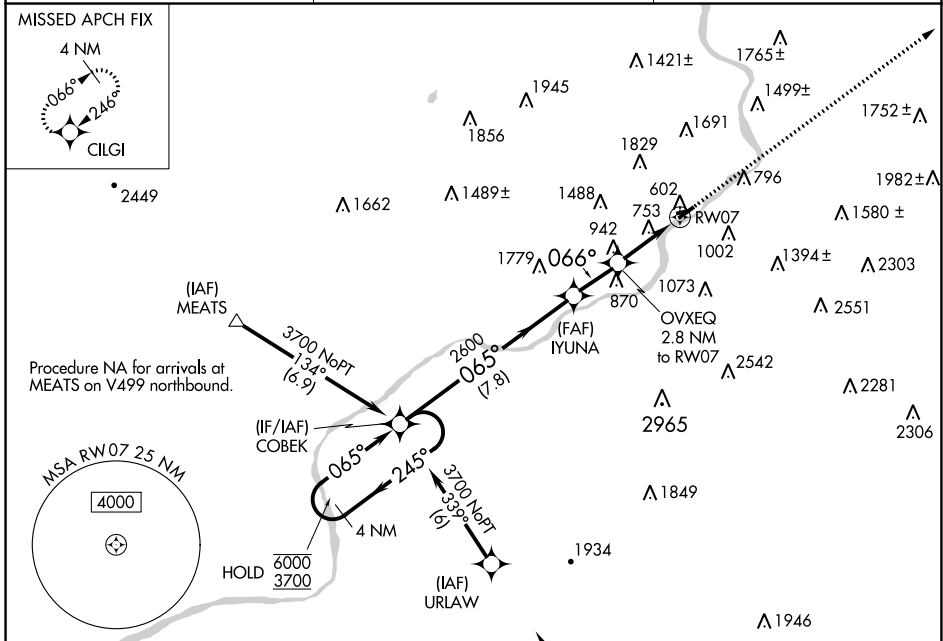 MISSED APCH FIX
4 NM
066°
246°
CILGI
2449
1421±
1765±
1945
1499±
1752 ±
1856
1691
1829
796
1982±
1662
1489±
1488
602
RW07
1580 ±
753
1002
942
1779
066°
1394±
2303
870
1073
(IAF)
MEATS
(FAF)
IYUNA
OVXEQ
2.8 NM
to RW07
2551
3700 NoPT
134°
(6.9)
2600
065°
(7.8)
2542
Procedure NA for arrivals at
MEATS on V499 northbound.
2281
2965
2306
(IF/IAF)
COBEK
065°
245°
MSA RW07 25 NM
4000
3700 NoPT
339°
(6)
1849
4 NM
HOLD
6000
3700
1934
(IAF)
URLAW
1946